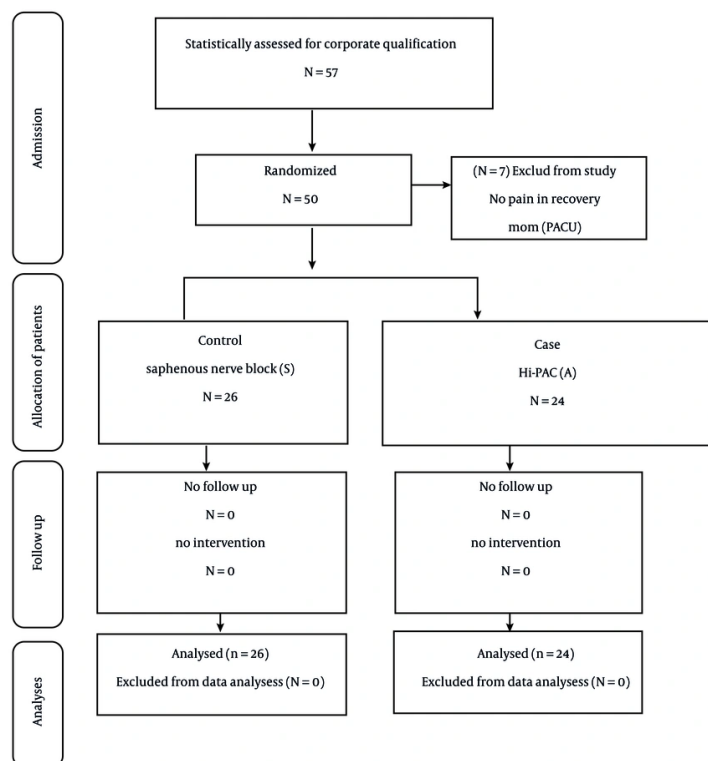 Admission
Statistically assessed for corporate qualification
N = 57
Randomized
N = 50
(N = 7) Exclud from study
No pain in recovery
mom (PACU)
Allocation of patients
Control
saphenous nerve block (S)
N = 26
Case
Hi-PAC (A)
N = 24
Follow up
No follow up
N = 0
no intervention
N = 0
No follow up
N = 0
no intervention
N = 0
Analyses
Analysed (n = 26)
Excluded from data analysess (N = 0)
Analysed (n = 24)
Excluded from data analysess (N = 0)